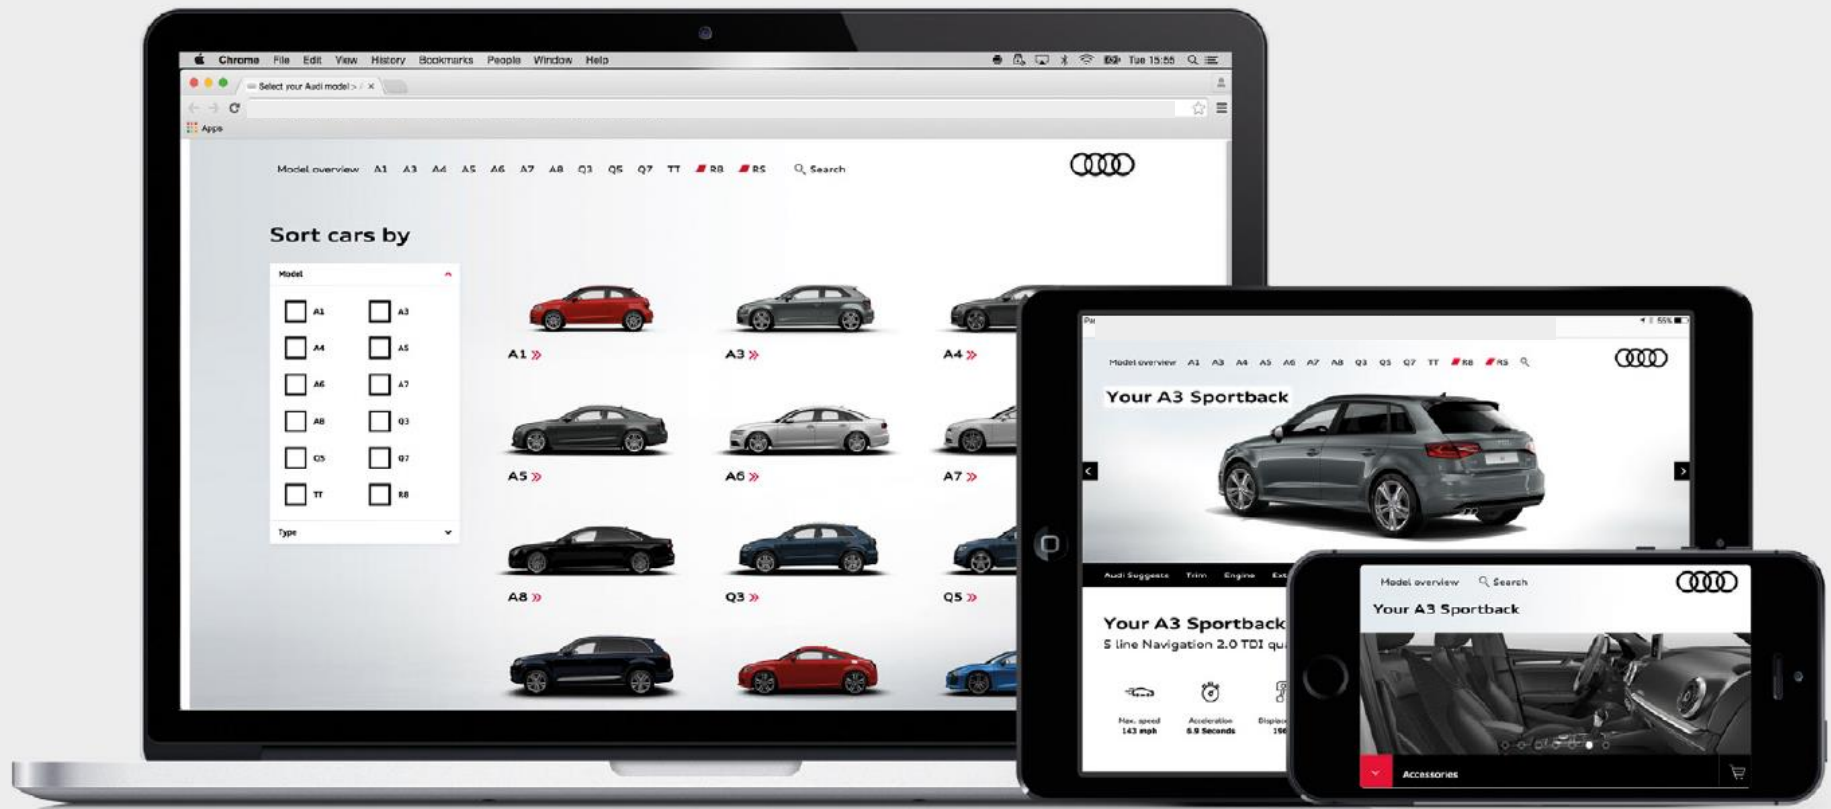 Chrome File Edit View History Bookmarks People Window Help Tue 15:55
Select your Audi model >
Apps
Model overview A1 A3 A4 A5 A6 A7 A8 Q3 Q5 Q7 TT R8 RS Search
Sort cars by
Model
A1 A3
A4 A5
A6 A7
A8 Q3
Q5 Q7
TT R8
Type
A1 »
A3 »
A4 »
A5 »
A6 »
A7 »
A8 »
Q3 »
Q5 »
55%
Model overview A1 A3 A4 A5 A6 A7 A8 Q3 Q5 Q7 TT R8 RS
Your A3 Sportback
Audi Suggests Trim Engine
Your A3 Sportback
S line Navigation 2.0 TDI
Max. speed
143 mph
Acceleration
6.9 Seconds
Model overview Search
Your A3 Sportback
Accessories